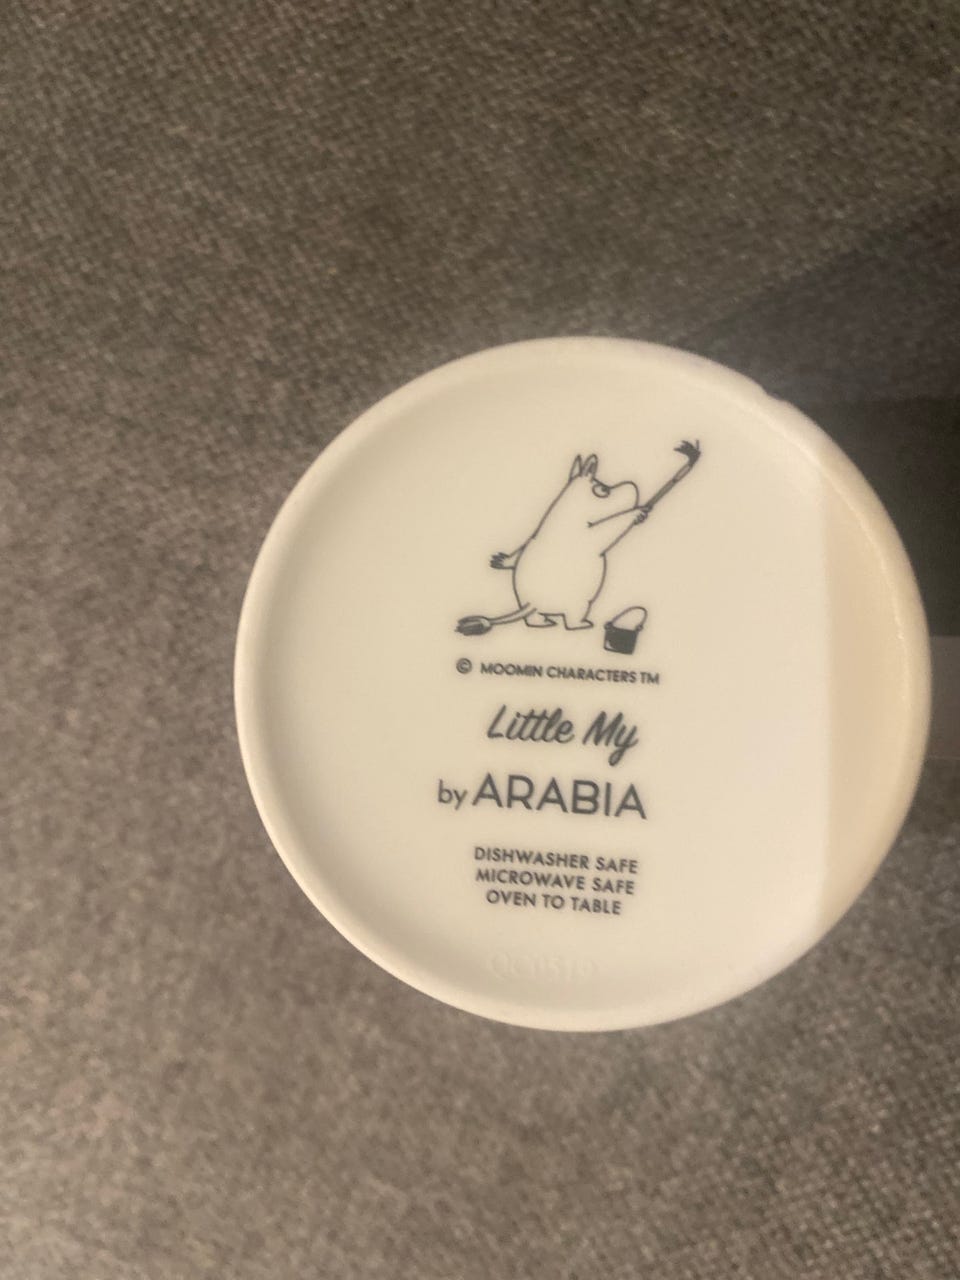 © MOOMIN CHARACTERS TM
Little My
by ARABIA
DISHWASHER SAFE
MICROWAVE SAFE
OVEN TO TABLE